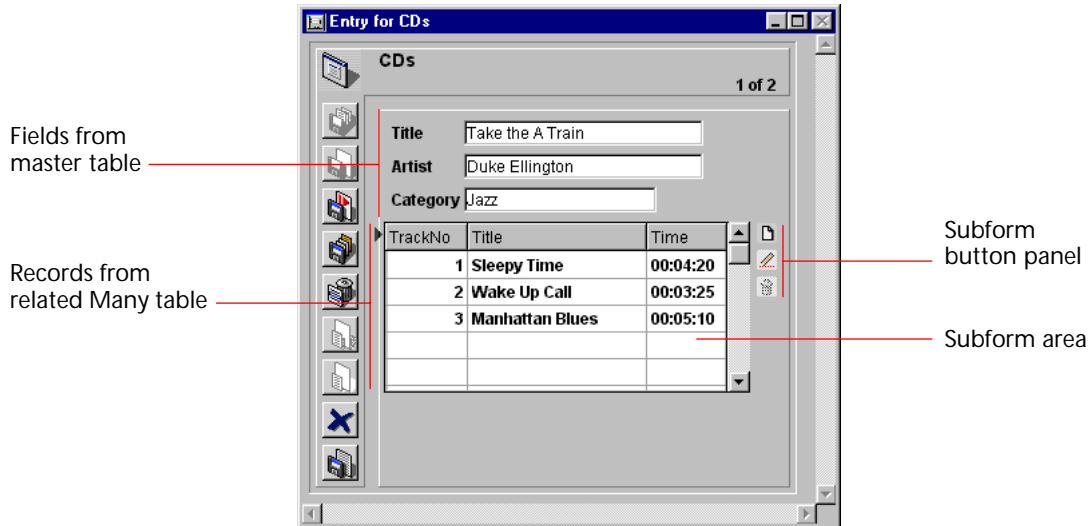 Entry for CDs
CDs
1 of 2
Fields from
master table
Title Take the A Train
Artist Duke Ellington
Category Jazz
TrackNo Title Time
1 Sleepy Time 00:04:20
2 Wake Up Call 00:03:25
3 Manhattan Blues 00:05:10
Records from
related Many table
Subform
button panel
Subform area